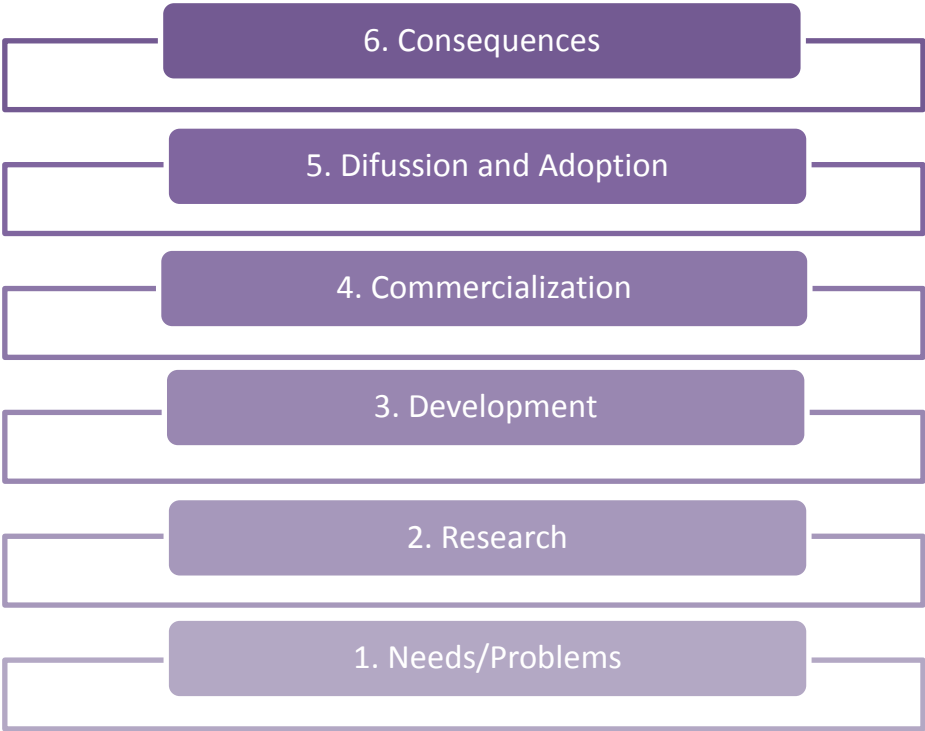 6. Consequences
5. Difussion and Adoption
4. Commercialization
3. Development
2. Research
1. Needs/Problems